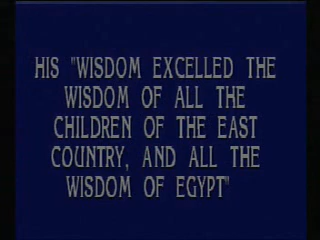 HIS "WISDOM EXCELLED THE
WISDOM OF ALL THE
CHILDREN OF THE EAST
COUNTRY, AND ALL THE
WISDOM OF EGYPT"